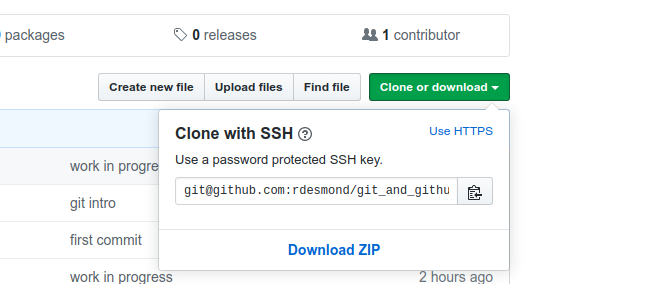 packages
0 releases
1 contributor
Create new file
Upload files
Find file
Clone or download
Clone with SSH
Use HTTPS
Use a password protected SSH key.
git@github.com:rdesmond/git_and_githu
Download ZIP
work in progre
git intro
first commit
work in progress
2 hours ago